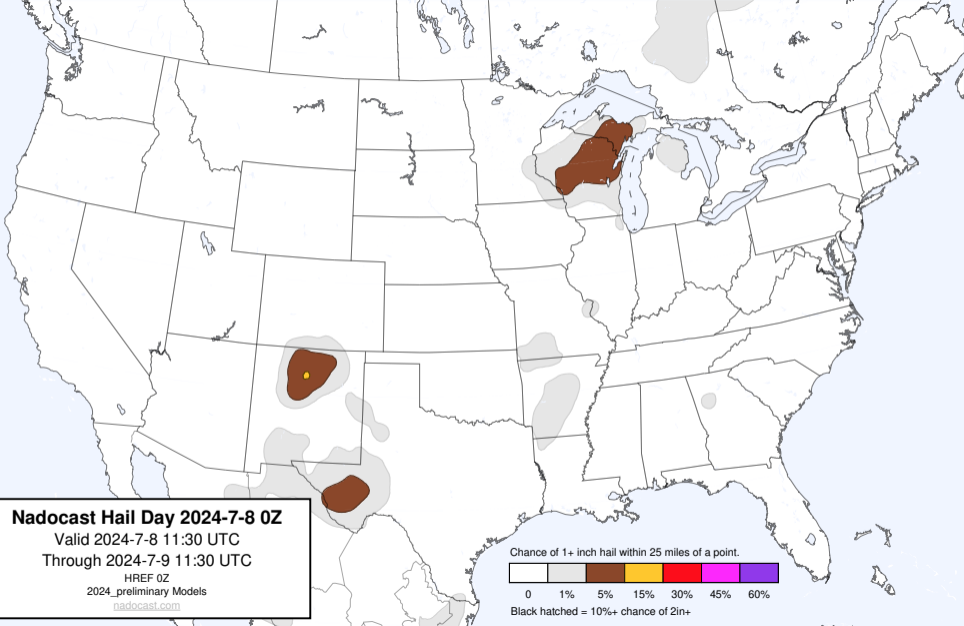 Nadocast Hail Day 2024-7-8 0Z
Valid 2024-7-8 11:30 UTC
Through 2024-7-9 11:30 UTC
HREF 0Z
2024_preliminary Models
nadocast.com
Chance of 1+ inch hail within 25 miles of a point.
0 1% 5% 15% 30% 45% 60%
Black hatched = 10%+ chance of 2in+